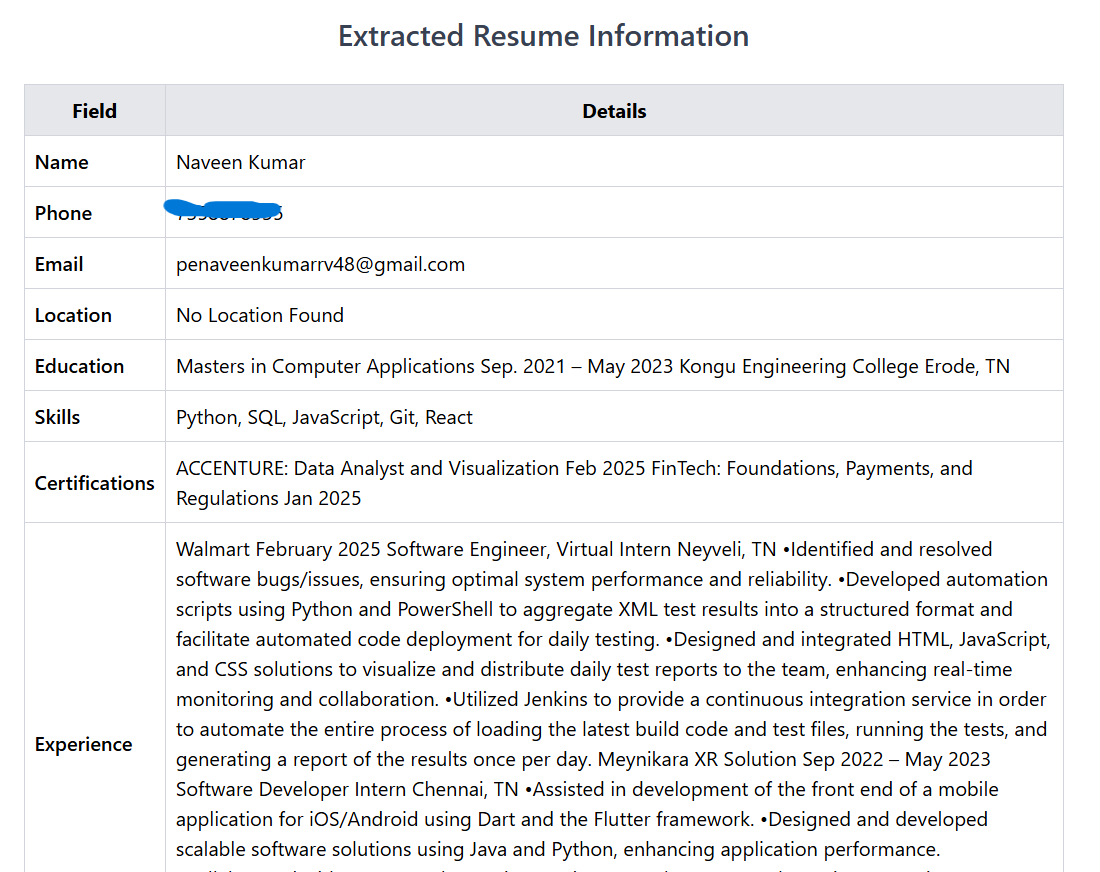 Extracted Resume Information
Field Details
Name Naveen Kumar
Phone
Email penaveenkumarrv48@gmail.com
Location No Location Found
Education Masters in Computer Applications Sep. 2021 – May 2023 Kongu Engineering College Erode, TN
Skills Python, SQL, JavaScript, Git, React
Certifications
ACCENTURE: Data Analyst and Visualization Feb 2025 FinTech: Foundations, Payments, and
Regulations Jan 2025
Experience
Walmart February 2025 Software Engineer, Virtual Intern Neyveli, TN •Identified and resolved
software bugs/issues, ensuring optimal system performance and reliability. •Developed automation
scripts using Python and PowerShell to aggregate XML test results into a structured format and
facilitate automated code deployment for daily testing. •Designed and integrated HTML, JavaScript,
and CSS solutions to visualize and distribute daily test reports to the team, enhancing real-time
monitoring and collaboration. •Utilized Jenkins to provide a continuous integration service in order
to automate the entire process of loading the latest build code and test files, running the tests, and
generating a report of the results once per day. Meynikara XR Solution Sep 2022 – May 2023
Software Developer Intern Chennai, TN •Assisted in development of the front end of a mobile
application for iOS/Android using Dart and the Flutter framework. •Designed and developed
scalable software solutions using Java and Python, enhancing application performance.